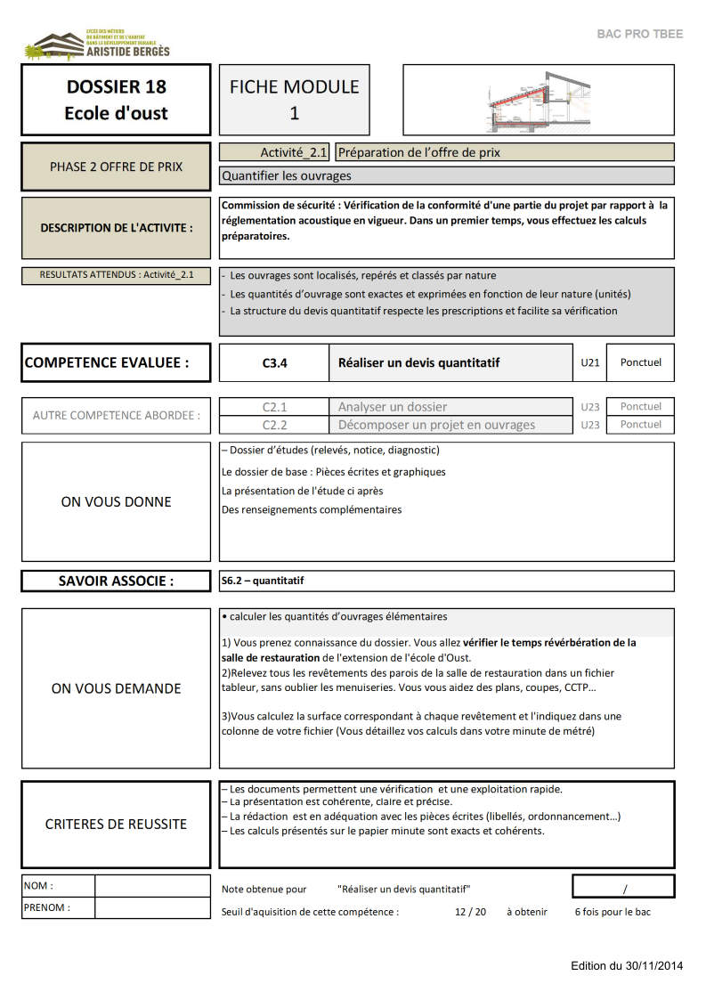 LYCÉE DES MÉTIERS
DU BÂTIMENT ET DE L'HABITAT
DANS LE DÉVELOPPEMENT DURABLE
ARISTIDE BERGÈS
BAC PRO TBEE
DOSSIER 18
Ecole d'oust
FICHE MODULE
1
PHASE 2 OFFRE DE PRIX
Activité_2.1
Préparation de l’offre de prix
Quantifier les ouvrages
DESCRIPTION DE L'ACTIVITE :
Commission de sécurité : Vérification de la conformité d'une partie du projet par rapport à la
réglementation acoustique en vigueur. Dans un premier temps, vous effectuez les calculs
préparatoires.
RESULTATS ATTENDUS : Activité_2.1
- Les ouvrages sont localisés, repérés et classés par nature
- Les quantités d’ouvrage sont exactes et exprimées en fonction de leur nature (unités)
- La structure du devis quantitatif respecte les prescriptions et facilite sa vérification
COMPETENCE EVALUEE :
C3.4
Réaliser un devis quantitatif
U21
Ponctuel
AUTRE COMPETENCE ABORDEE :
C2.1
Analyser un dossier
U23
Ponctuel
C2.2
Décomposer un projet en ouvrages
U23
Ponctuel
ON VOUS DONNE
– Dossier d’études (relevés, notice, diagnostic)
Le dossier de base : Pièces écrites et graphiques
La présentation de l'étude ci après
Des renseignements complémentaires
SAVOIR ASSOCIE :
S6.2 – quantitatif
ON VOUS DEMANDE
• calculer les quantités d’ouvrages élémentaires
1) Vous prenez connaissance du dossier. Vous allez vérifier le temps révérbération de la
salle de restauration de l'extension de l'école d'Oust.
2)Relevez tous les revêtements des parois de la salle de restauration dans un fichier
tableur, sans oublier les menuiseries. Vous vous aidez des plans, coupes, CCTP...
3)Vous calculez la surface correspondant à chaque revêtement et l'indiquez dans une
colonne de votre fichier (Vous détaillez vos calculs dans votre minute de métré)
CRITERES DE REUSSITE
– Les documents permettent une vérification et une exploitation rapide.
– La présentation est cohérente, claire et précise.
– La rédaction est en adéquation avec les pièces écrites (libellés, ordonnancement…)
– Les calculs présentés sur le papier minute sont exacts et cohérents.
NOM :
PRENOM :
Note obtenue pour "Réaliser un devis quantitatif"
/
Seuil d'aquisition de cette compétence : 12 / 20 à obtenir 6 fois pour le bac
Edition du 30/11/2014